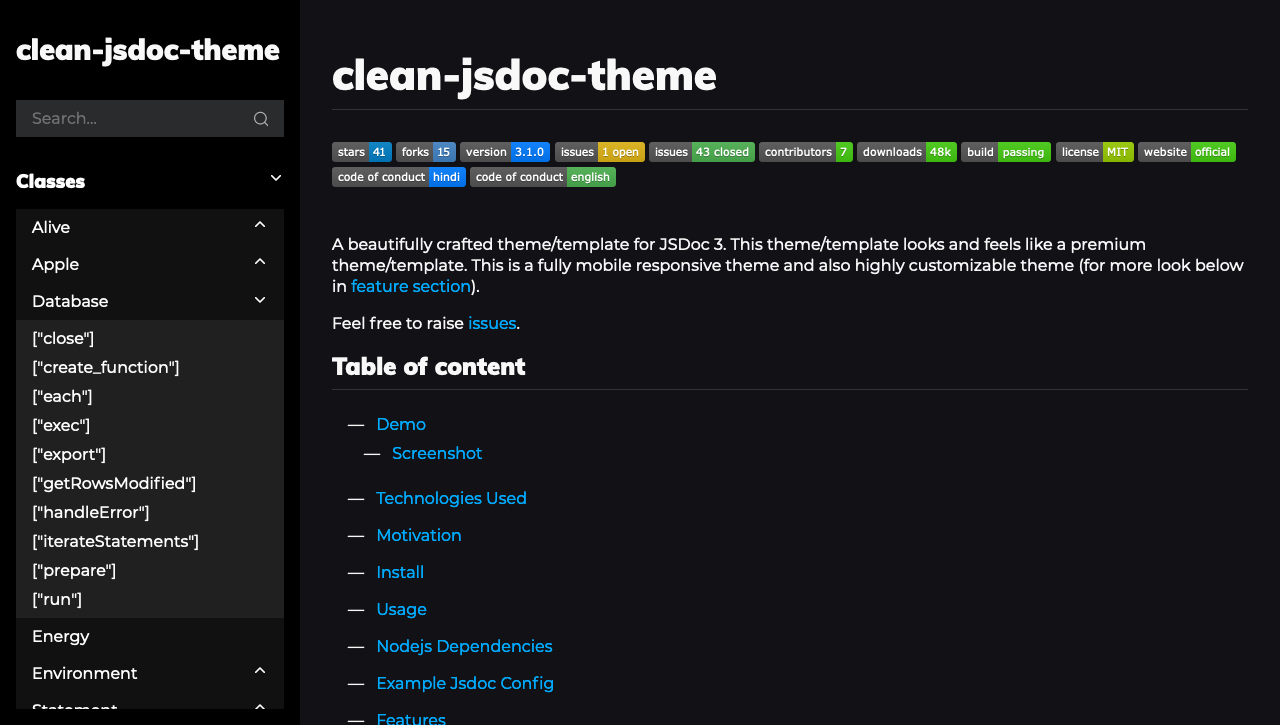 clean-jsdoc-theme
Search...
Classes
Alive
Apple
Database
["close"]
["create_function"]
["each"]
["exec"]
["export"]
["getRowsModified"]
["handleError"]
["iterateStatements"]
["prepare"]
["run"]
Energy
Environment
Statement
clean-jsdoc-theme
stars 41 forks 15 version 3.1.0 issues 1 open issues 43 closed contributors 7 downloads 48k build passing license MIT website official
code of conduct hindi code of conduct english
A beautifully crafted theme/template for JSDoc 3. This theme/template looks and feels like a premium
theme/template. This is a fully mobile responsive theme and also highly customizable theme (for more look below
in feature section).
Feel free to raise issues.
Table of content
— Demo
— Screenshot
— Technologies Used
— Motivation
— Install
— Usage
— Nodejs Dependencies
— Example Jsdoc Config
— Features